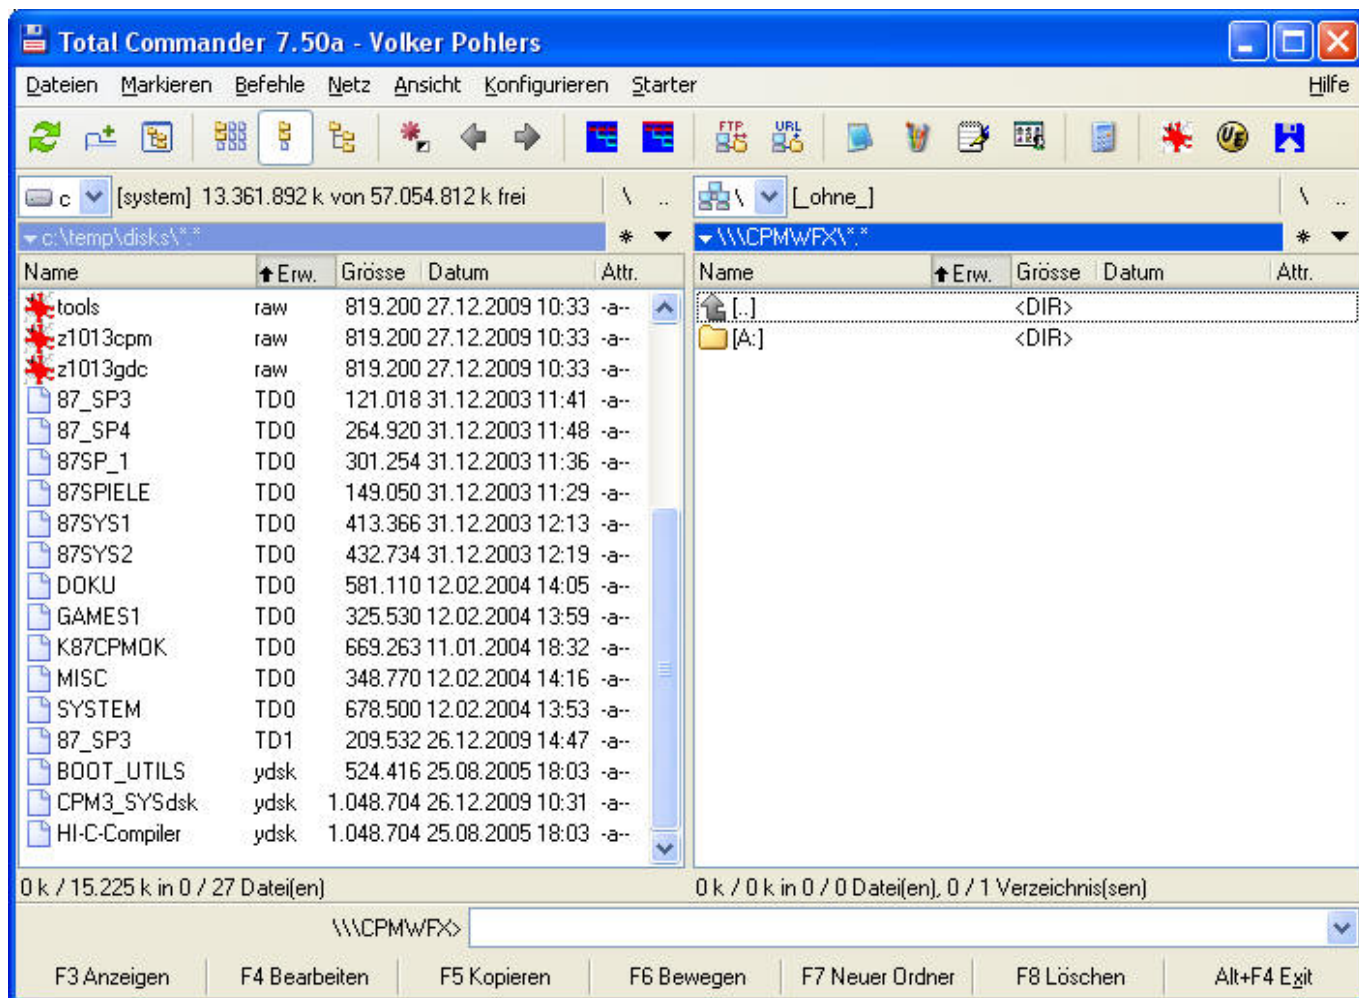 Total Commander 7.50a - Volker Pohlers
Dateien Markieren Befehle Netz Ansicht Konfigurieren Starter Hilfe
FTP URL UE
c [system] 13.361.892 k von 57.054.812 k frei \ .. \ [_ohne_] \ ..
c:\temp\disks\*.* * \\\CPMWFX\*.* *
Name Erw. Grösse Datum Attr. Name Erw. Grösse Datum Attr.
tools raw 819.200 27.12.2009 10:33 -a-- [..] <DIR>
z1013cpm raw 819.200 27.12.2009 10:33 -a-- [A:] <DIR>
z1013gdc raw 819.200 27.12.2009 10:33 -a--
87_SP3 TD0 121.018 31.12.2003 11:41 -a--
87_SP4 TD0 264.920 31.12.2003 11:48 -a--
87SP_1 TD0 301.254 31.12.2003 11:36 -a--
87SPIELE TD0 149.050 31.12.2003 11:29 -a--
87SYS1 TD0 413.366 31.12.2003 12:13 -a--
87SYS2 TD0 432.734 31.12.2003 12:19 -a--
DOKU TD0 581.110 12.02.2004 14:05 -a--
GAMES1 TD0 325.530 12.02.2004 13:59 -a--
K87CPMOK TD0 669.263 11.01.2004 18:32 -a--
MISC TD0 348.770 12.02.2004 14:16 -a--
SYSTEM TD0 678.500 12.02.2004 13:53 -a--
87_SP3 TD1 209.532 26.12.2009 14:47 -a--
BOOT_UTILS ydsk 524.416 25.08.2005 18:03 -a--
CPM3_SYSdsk ydsk 1.048.704 26.12.2009 10:31 -a--
HI-C-Compiler ydsk 1.048.704 25.08.2005 18:03 -a--
0 k / 15.225 k in 0 / 27 Datei(en) 0 k / 0 k in 0 / 0 Datei(en), 0 / 1 Verzeichnis(sen)
\\\CPMWFX>
F3 Anzeigen F4 Bearbeiten F5 Kopieren F6 Bewegen F7 Neuer Ordner F8 Löschen Alt+F4 Exit